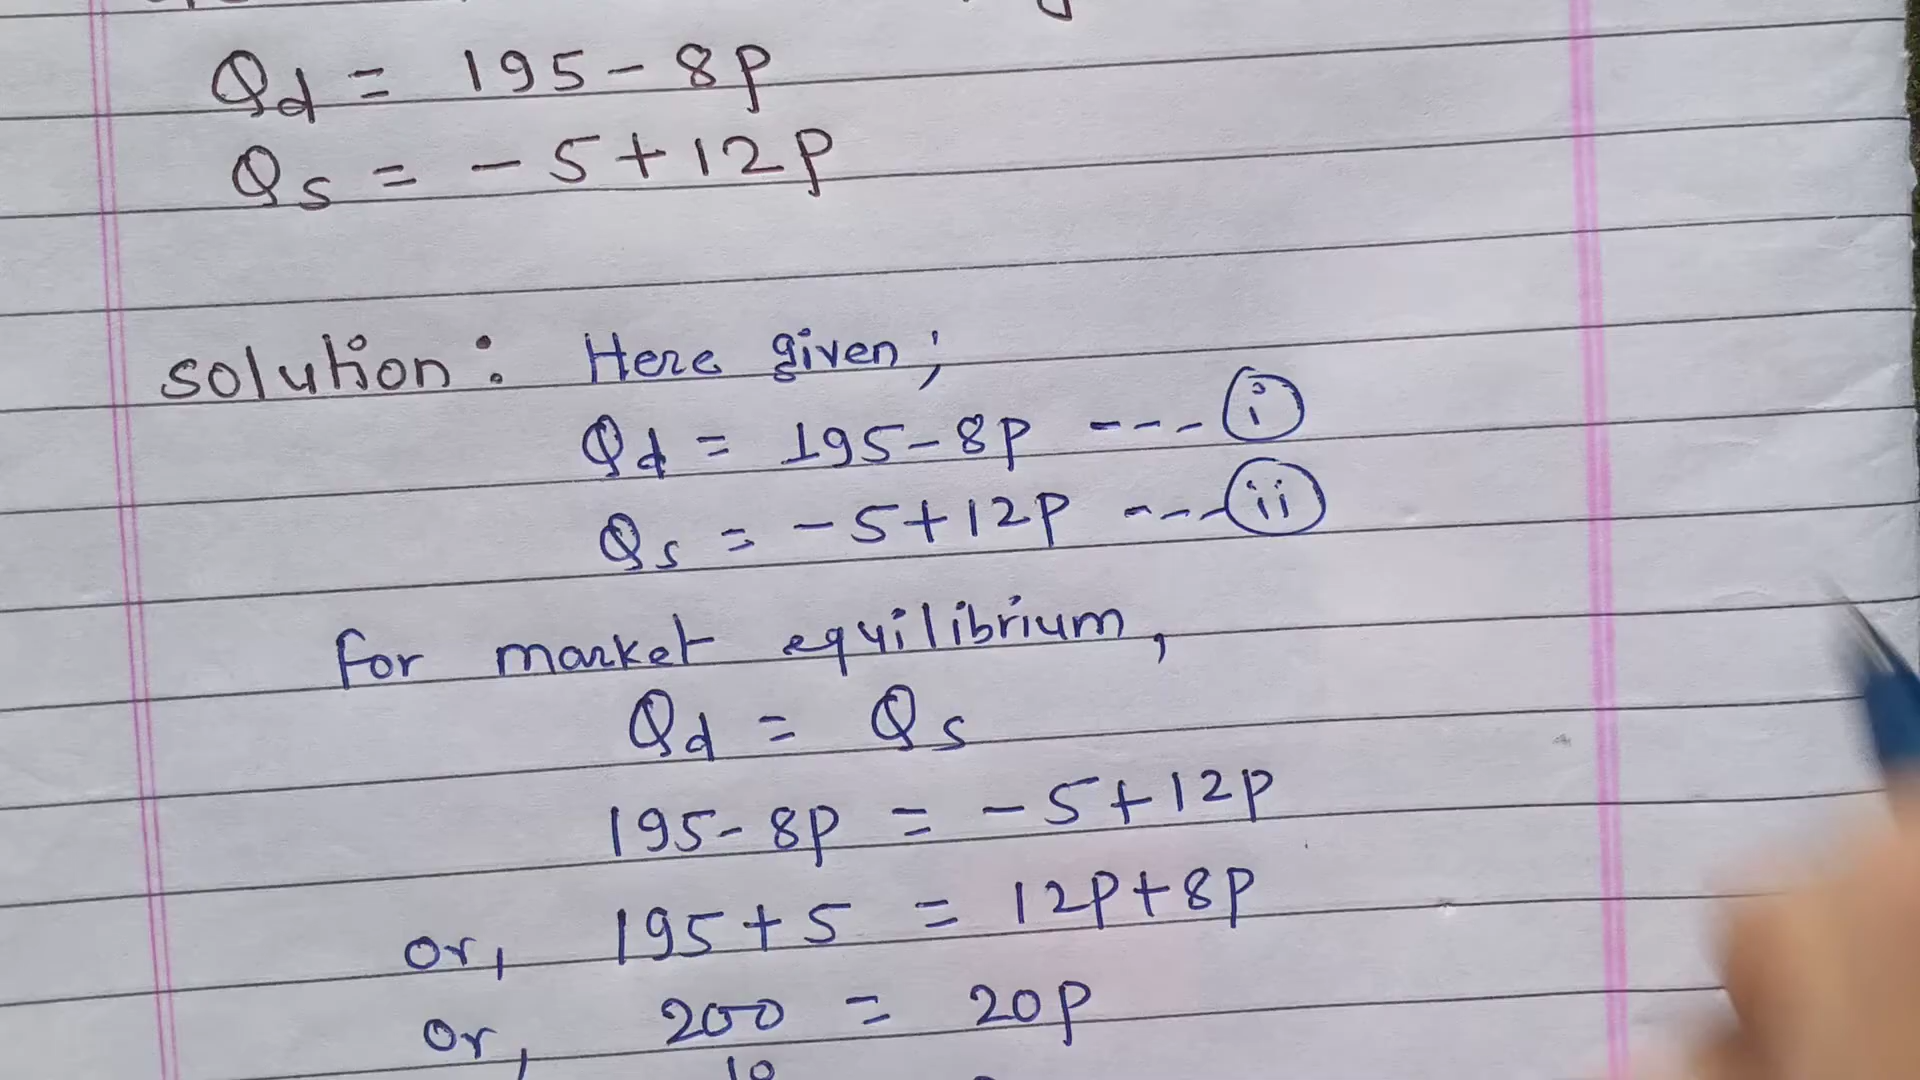 Qd = 195-8P
Qs = -5+12P
solution: Here given;
Qd = 195-8P ---(i)
Qs = -5+12P ---(ii)
For market equilibrium,
Qd = Qs
195-8P = -5+12P
or, 195+5 = 12P+8P
or, 200 = 20P
10